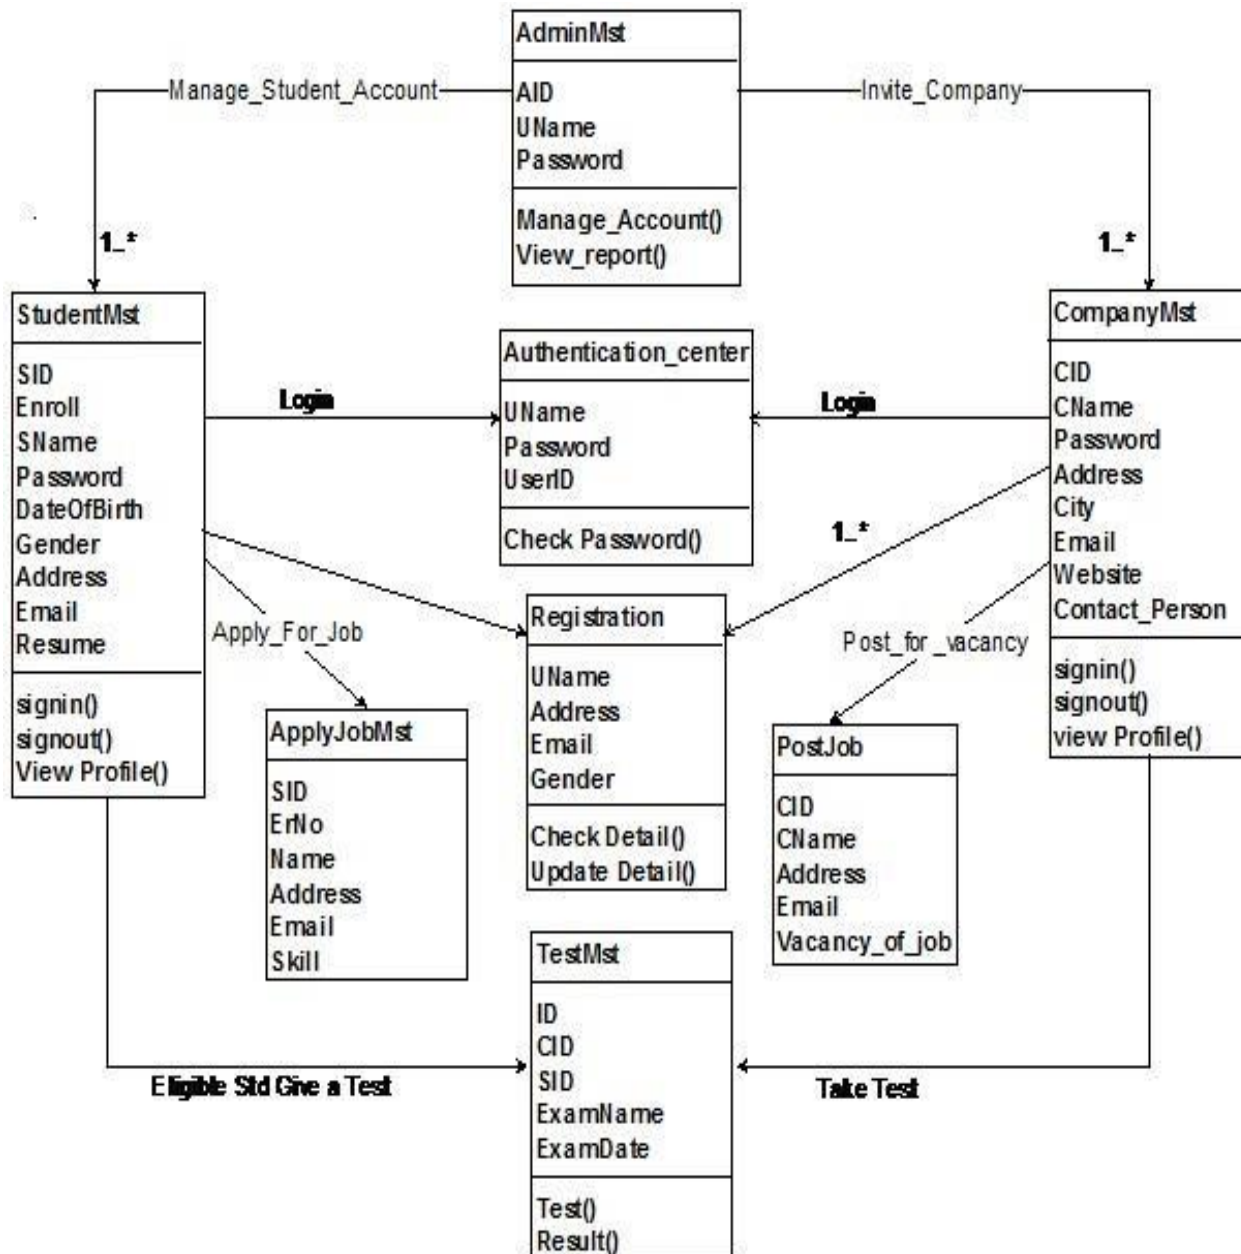 AdminMst
AID
UName
Password
Manage_Account()
View_report()
Manage_Student_Account
Invite_Company
1..*
1..*
StudentMst
SID
Enroll
SName
Password
DateOfBirth
Gender
Address
Email
Resume
signin()
signout()
View Profile()
Login
Authentication_center
UName
Password
UserID
Check Password()
Login
CompanyMst
CID
CName
Password
Address
City
Email
Website
Contact_Person
signin()
signout()
view Profile()
1..*
Apply_For_Job
Registration
UName
Address
Email
Gender
Check Detail()
Update Detail()
Post_for _vacancy
ApplyJobMst
SID
ErNo
Name
Address
Email
Skill
PostJob
CID
CName
Address
Email
Vacancy_of_job
TestMst
ID
CID
SID
ExamName
ExamDate
Test()
Result()
Eligible Std Give a Test
Take Test